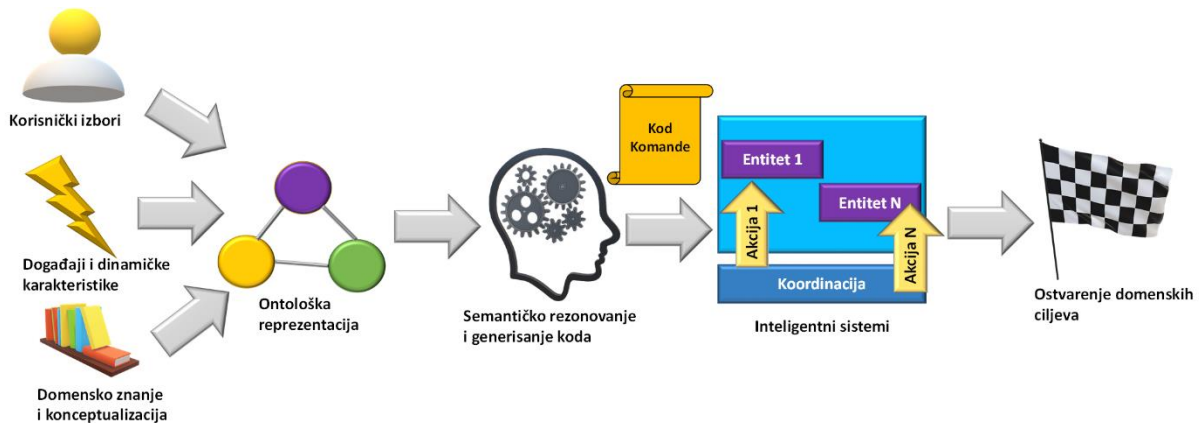 Korisnički izbori
Događaji i dinamičke
karakteristike
Domensko znanje
i konceptualizacija
Ontološka
reprezentacija
Semantičko rezonovanje
i generisanje koda
Kod
Komande
Entitet 1
Entitet N
Akcija 1
Akcija N
Koordinacija
Inteligentni sistemi
Ostvarenje domenskih
ciljeva